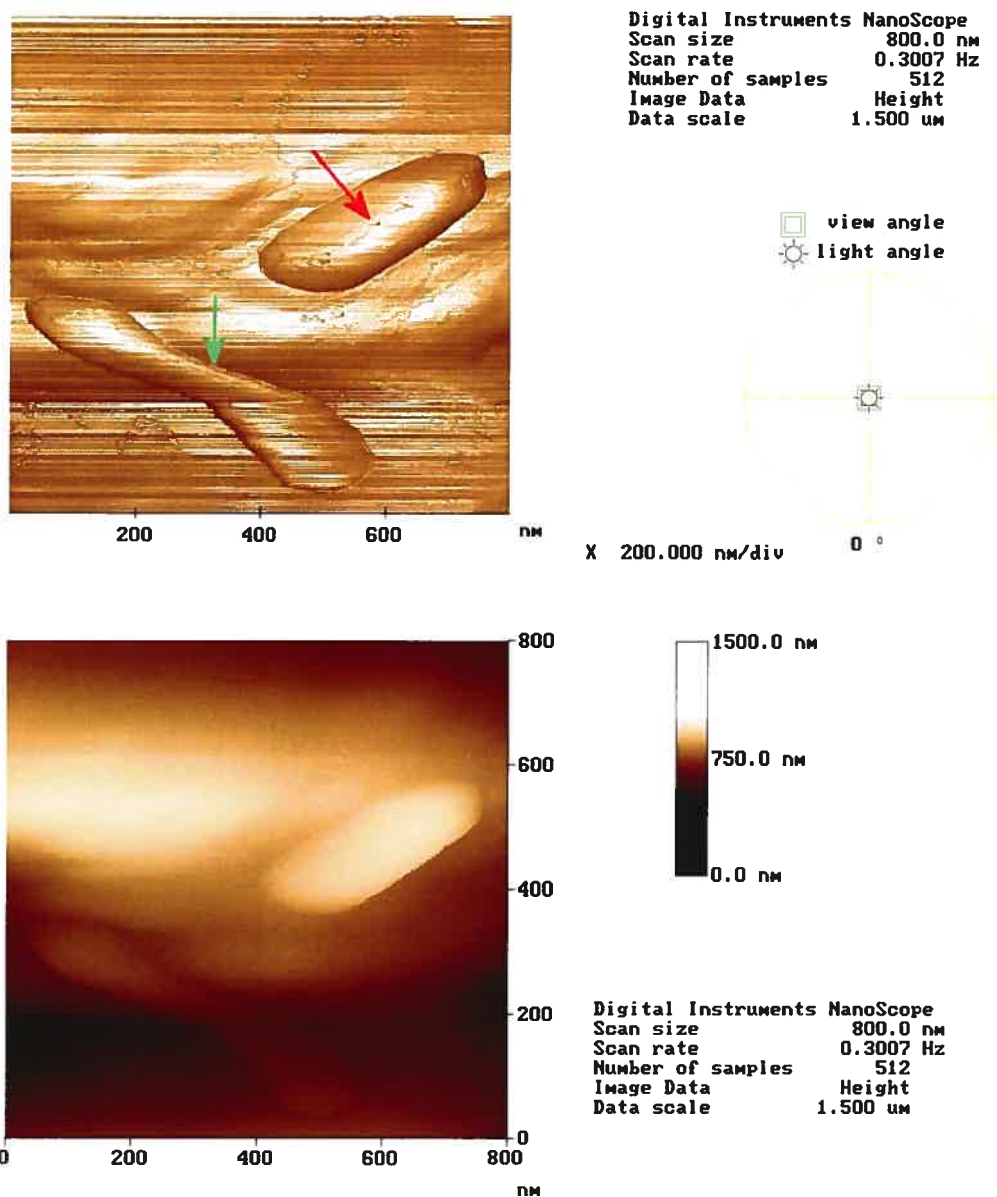 Digital Instruments NanoScope
Scan size 800.0 nm
Scan rate 0.3007 Hz
Number of samples 512
Image Data Height
Data scale 1.500 um
view angle
light angle
200 400 600 nm
X 200.000 nm/div
0 °
800
600
400
200
0
0 200 400 600 800
nm
1500.0 nm
750.0 nm
0.0 nm
Digital Instruments NanoScope
Scan size 800.0 nm
Scan rate 0.3007 Hz
Number of samples 512
Image Data Height
Data scale 1.500 um